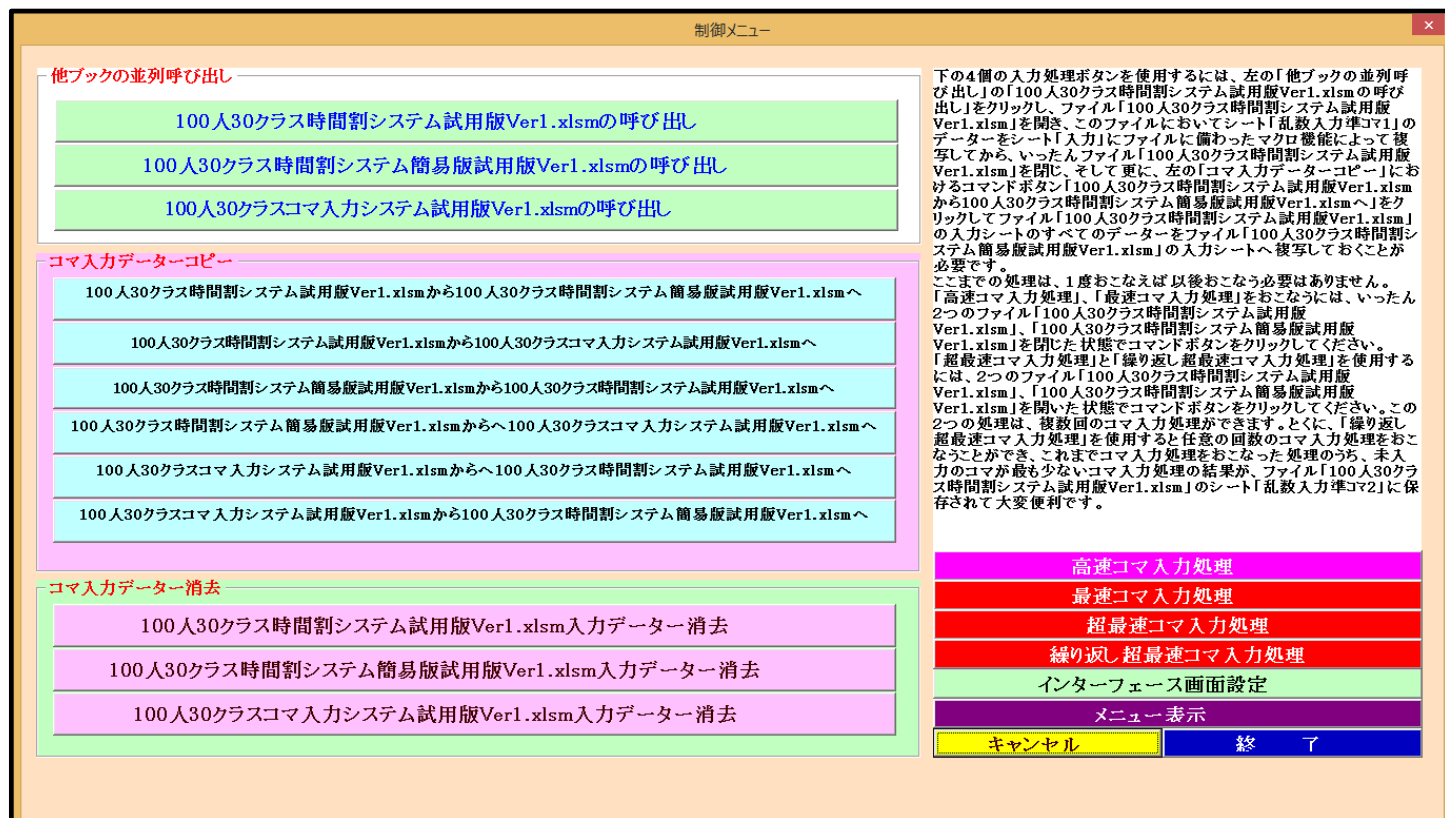 制御メニュー
×
他ブックの並列呼び出し
100人30クラス時間割システム試用版Ver1.xlsmの呼び出し
100人30クラス時間割システム簡易版試用版Ver1.xlsmの呼び出し
100人30クラスコマ入力システム試用版Ver1.xlsmの呼び出し
コマ入力データーコピー
100人30クラス時間割システム試用版Ver1.xlsmから100人30クラス時間割システム簡易版試用版Ver1.xlsmへ
100人30クラス時間割システム試用版Ver1.xlsmから100人30クラスコマ入力システム試用版Ver1.xlsmへ
100人30クラス時間割システム簡易版試用版Ver1.xlsmから100人30クラス時間割システム試用版Ver1.xlsmへ
100人30クラス時間割システム簡易版試用版Ver1.xlsmからへ100人30クラスコマ入力システム試用版Ver1.xlsmへ
100人30クラスコマ入力システム試用版Ver1.xlsmからへ100人30クラス時間割システム試用版Ver1.xlsmへ
100人30クラスコマ入力システム試用版Ver1.xlsmから100人30クラス時間割システム簡易版試用版Ver1.xlsmへ
コマ入力データー消去
100人30クラス時間割システム試用版Ver1.xlsm入力データー消去
100人30クラス時間割システム簡易版試用版Ver1.xlsm入力データー消去
100人30クラスコマ入力システム試用版Ver1.xlsm入力データー消去
下の4個の入力処理ボタンを使用するには、左の「他ブックの並列呼
び出し」の「100人30クラス時間割システム試用版Ver1.xlsmの呼び
出し」をクリックし、ファイル「100人30クラス時間割システム試用版
Ver1.xlsm」を開き、このファイルにおいてシート「乱数入力準コマ1」の
データーをシート「入力」にファイルに備わったマクロ機能によって複
写してから、いったんファイル「100人30クラス時間割システム試用版
Ver1.xlsm」を閉じ、そして更に、左の「コマ入力データーコピー」にお
けるコマンドボタン「100人30クラス時間割システム試用版Ver1.xlsm
から100人30クラス時間割システム簡易版試用版Ver1.xlsmへ」をク
リックしてファイル「100人30クラス時間割システム試用版Ver1.xlsm」
の入力シートのすべてのデーターをファイル「100人30クラス時間割シ
ステム簡易版試用版Ver1.xlsm」の入力シートへ複写しておくことが
必要です。
ここまでの処理は、1度おこなえば以後おこなう必要はありません。
「高速コマ入力処理」、「最速コマ入力処理」をおこなうには、いったん
2つのファイル「100人30クラス時間割システム試用版
Ver1.xlsm」、「100人30クラス時間割システム簡易版試用版
Ver1.xlsm」を閉じた状態でコマンドボタンをクリックしてください。
「超最速コマ入力処理」と「繰り返し超最速コマ入力処理」を使用する
には、2つのファイル「100人30クラス時間割システム試用版
Ver1.xlsm」、「100人30クラス時間割システム簡易版試用版
Ver1.xlsm」を開いた状態でコマンドボタンをクリックしてください。この
2つの処理は、複数回のコマ入力処理ができます。とくに、「繰り返し
超最速コマ入力処理」を使用すると任意の回数のコマ入力処理をおこ
なうことができ、これまでコマ入力処理をおこなった処理のうち、未入
力のコマが最も少ないコマ入力処理の結果が、ファイル「100人30クラ
ス時間割システム試用版Ver1.xlsm」のシート「乱数入力準コマ2」に保
存されて大変便利です。
高速コマ入力処理
最速コマ入力処理
超最速コマ入力処理
繰り返し超最速コマ入力処理
インターフェース画面設定
メニュー表示
キャンセル
終 了